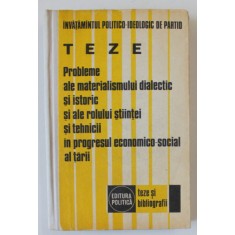 ÎNVĂȚĂMÎNTUL POLITICO-IDEOLOGIC DE PARTID
TEZE
Probleme
ale materialismului dialectic
și istoric
și ale rolului științei
și tehnicii
în progresul economico-social
al țării
EDITURA
POLITICĂ
teze și
bibliografii